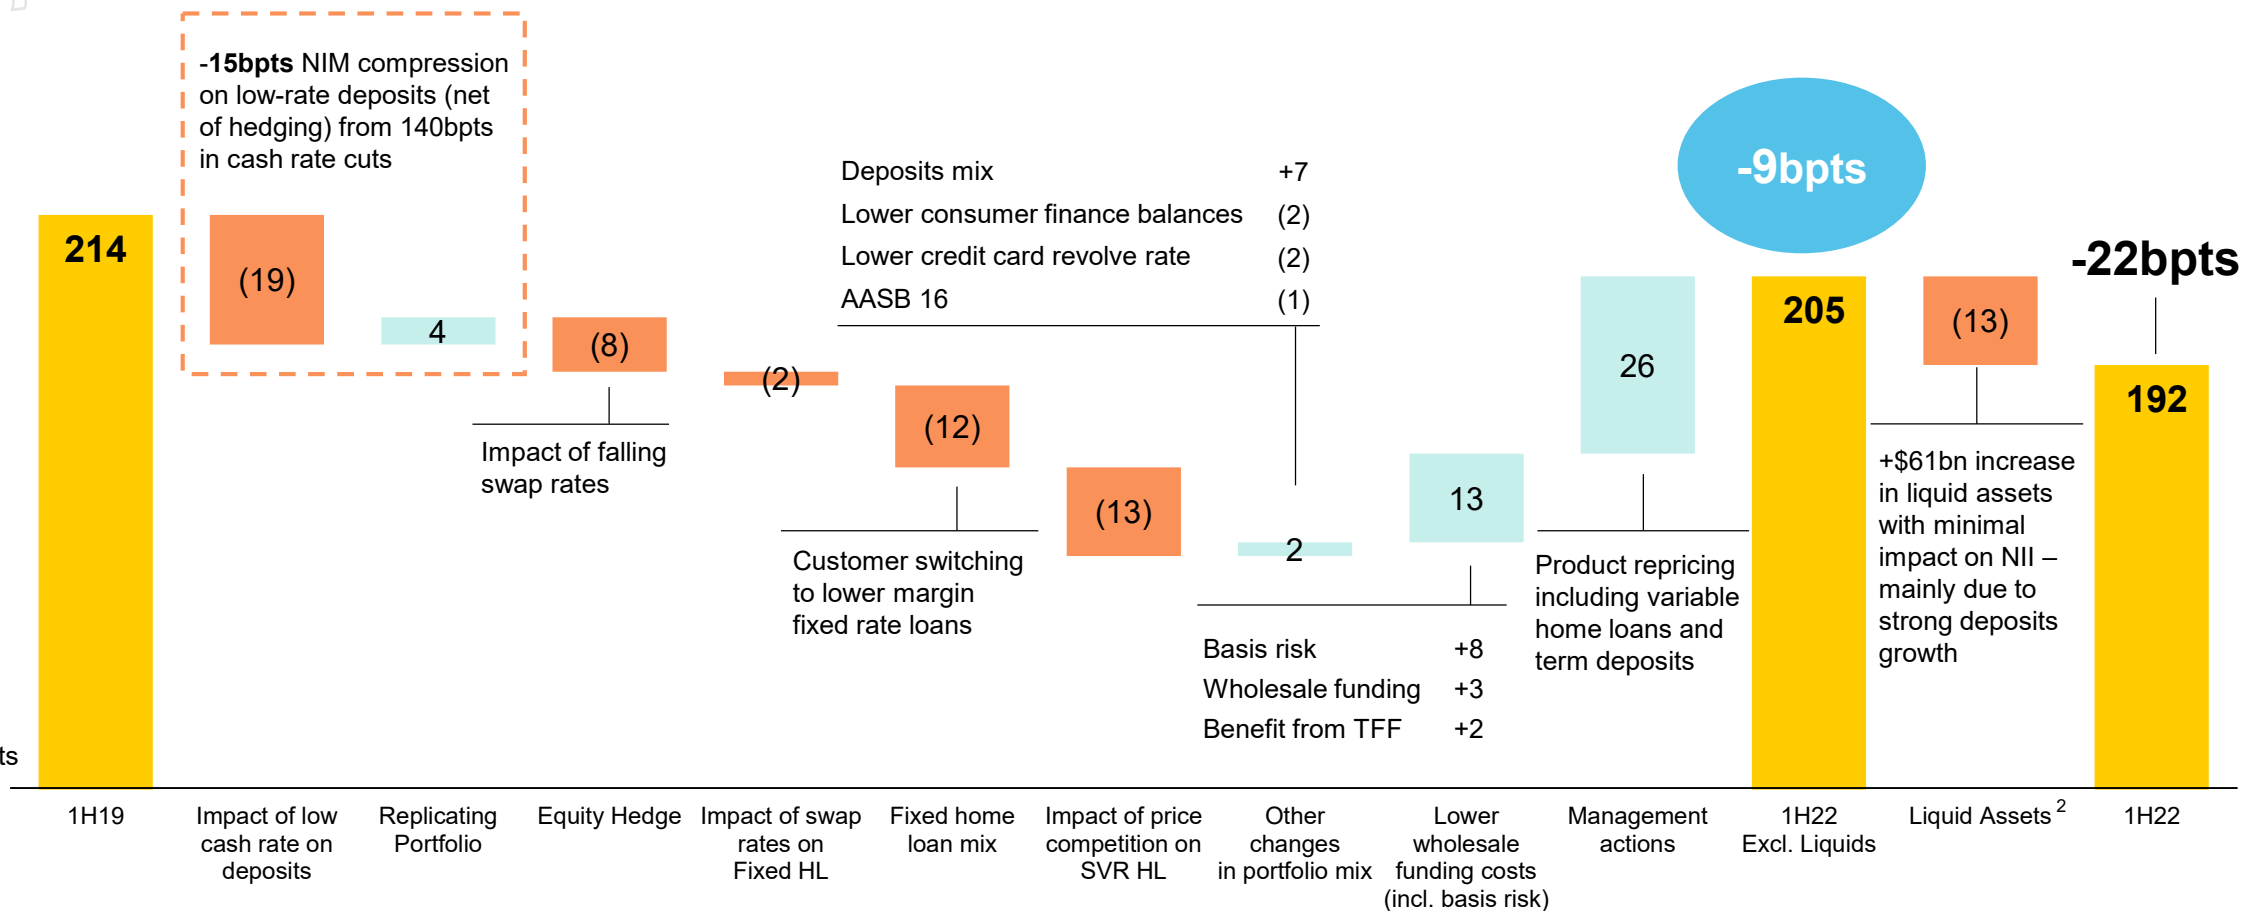 -15bpts NIM compression
on low-rate deposits (net
of hedging) from 140bpts
in cash rate cuts
214
(19)
4
(8)
Impact of falling
swap rates
(2)
(12)
Customer switching
to lower margin
fixed rate loans
(13)
Deposits mix +7
Lower consumer finance balances (2)
Lower credit card revolve rate (2)
AASB 16 (1)
2
13
Basis risk +8
Wholesale funding +3
Benefit from TFF +2
26
Product repricing
including variable
home loans and
term deposits
-9bpts
205
(13)
+$61bn increase
in liquid assets
with minimal
impact on NII –
mainly due to
strong deposits
growth
-22bpts
192
ts
1H19
Impact of low
cash rate on
deposits
Replicating
Portfolio
Equity Hedge
Impact of swap
rates on
Fixed HL
Fixed home
loan mix
Impact of price
competition on
SVR HL
Other
changes
in portfolio mix
Lower
wholesale
funding costs
(incl. basis risk)
Management
actions
1H22
Excl. Liquids
Liquid Assets 2
1H22